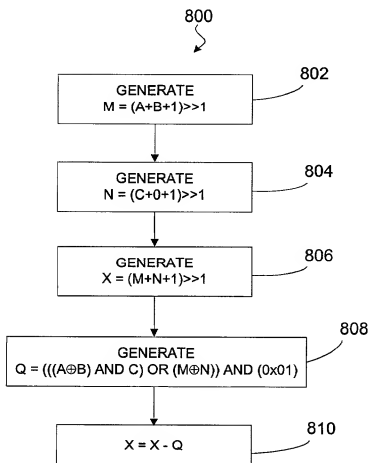 800
802
GENERATE
M = (A+B+1)>>1
804
GENERATE
N = (C+0+1)>>1
806
GENERATE
X = (M+N+1)>>1
808
GENERATE
Q = (((A⊕B) AND C) OR (M⊕N)) AND (0x01)
810
X = X - Q